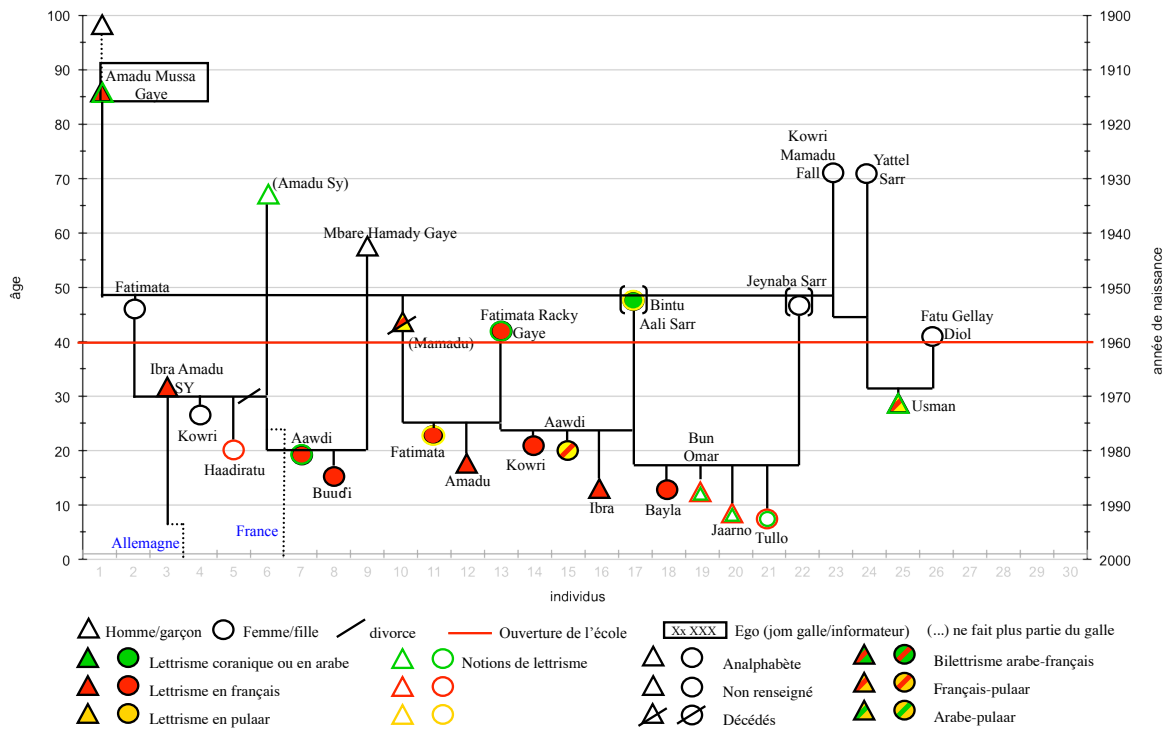 100
90
80
70
60
50
40
30
20
10
0
âge
1900
1910
1920
1930
1940
1950
1960
1970
1980
1990
2000
année de naissance
Amadu Mussa
Gaye
Kowri
Mamadu
Fall
Yattel
Sarr
(Amadu Sy)
Mbare Hamady Gaye
Fatimata
Jeynaba Sarr
Bintu
Aali Sarr
Fatimata Racky
Gaye
Fatu Gellay
Diol
(Mamadu)
Ibra Amadu
SY
Kowri
Haadiratu
Aawdi
Buuɗi
Fatimata
Amadu
Aawdi
Kowri
Ibra
Bun
Omar
Bayla
Jaarno
Tullo
Usman
Allemagne
France
1 2 3 4 5 6 7 8 9 10 11 12 13 14 15 16 17 18 19 20 21 22 23 24 25 26 27 28 29 30
individus
Homme/garçon Femme/fille divorce Ouverture de l'école Xx XXX Ego (jom galle/informateur) (...) ne fait plus partie du galle
Lettrisme coranique ou en arabe Notions de lettrisme Analphabète Bilettrisme arabe-français
Lettrisme en français Non renseigné Français-pulaar
Lettrisme en pulaar Décédés Arabe-pulaar